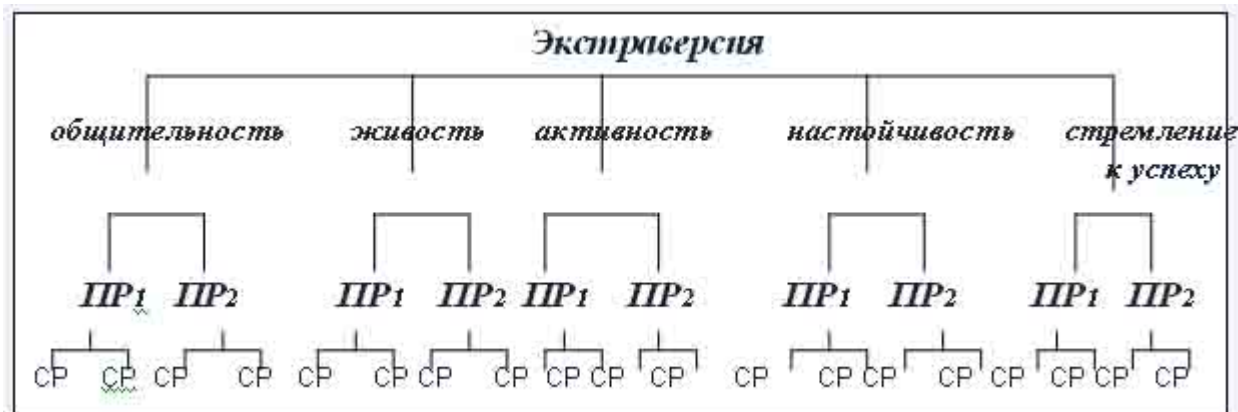 Экстраверсия
общительность живость активность настойчивость стремление
к успеху
ПР1 ПР2 ПР1 ПР2 ПР1 ПР2 ПР1 ПР2 ПР1 ПР2
СР СР СР СР СР СР СР СР СР СР СР СР СР СР СР СР СР СР